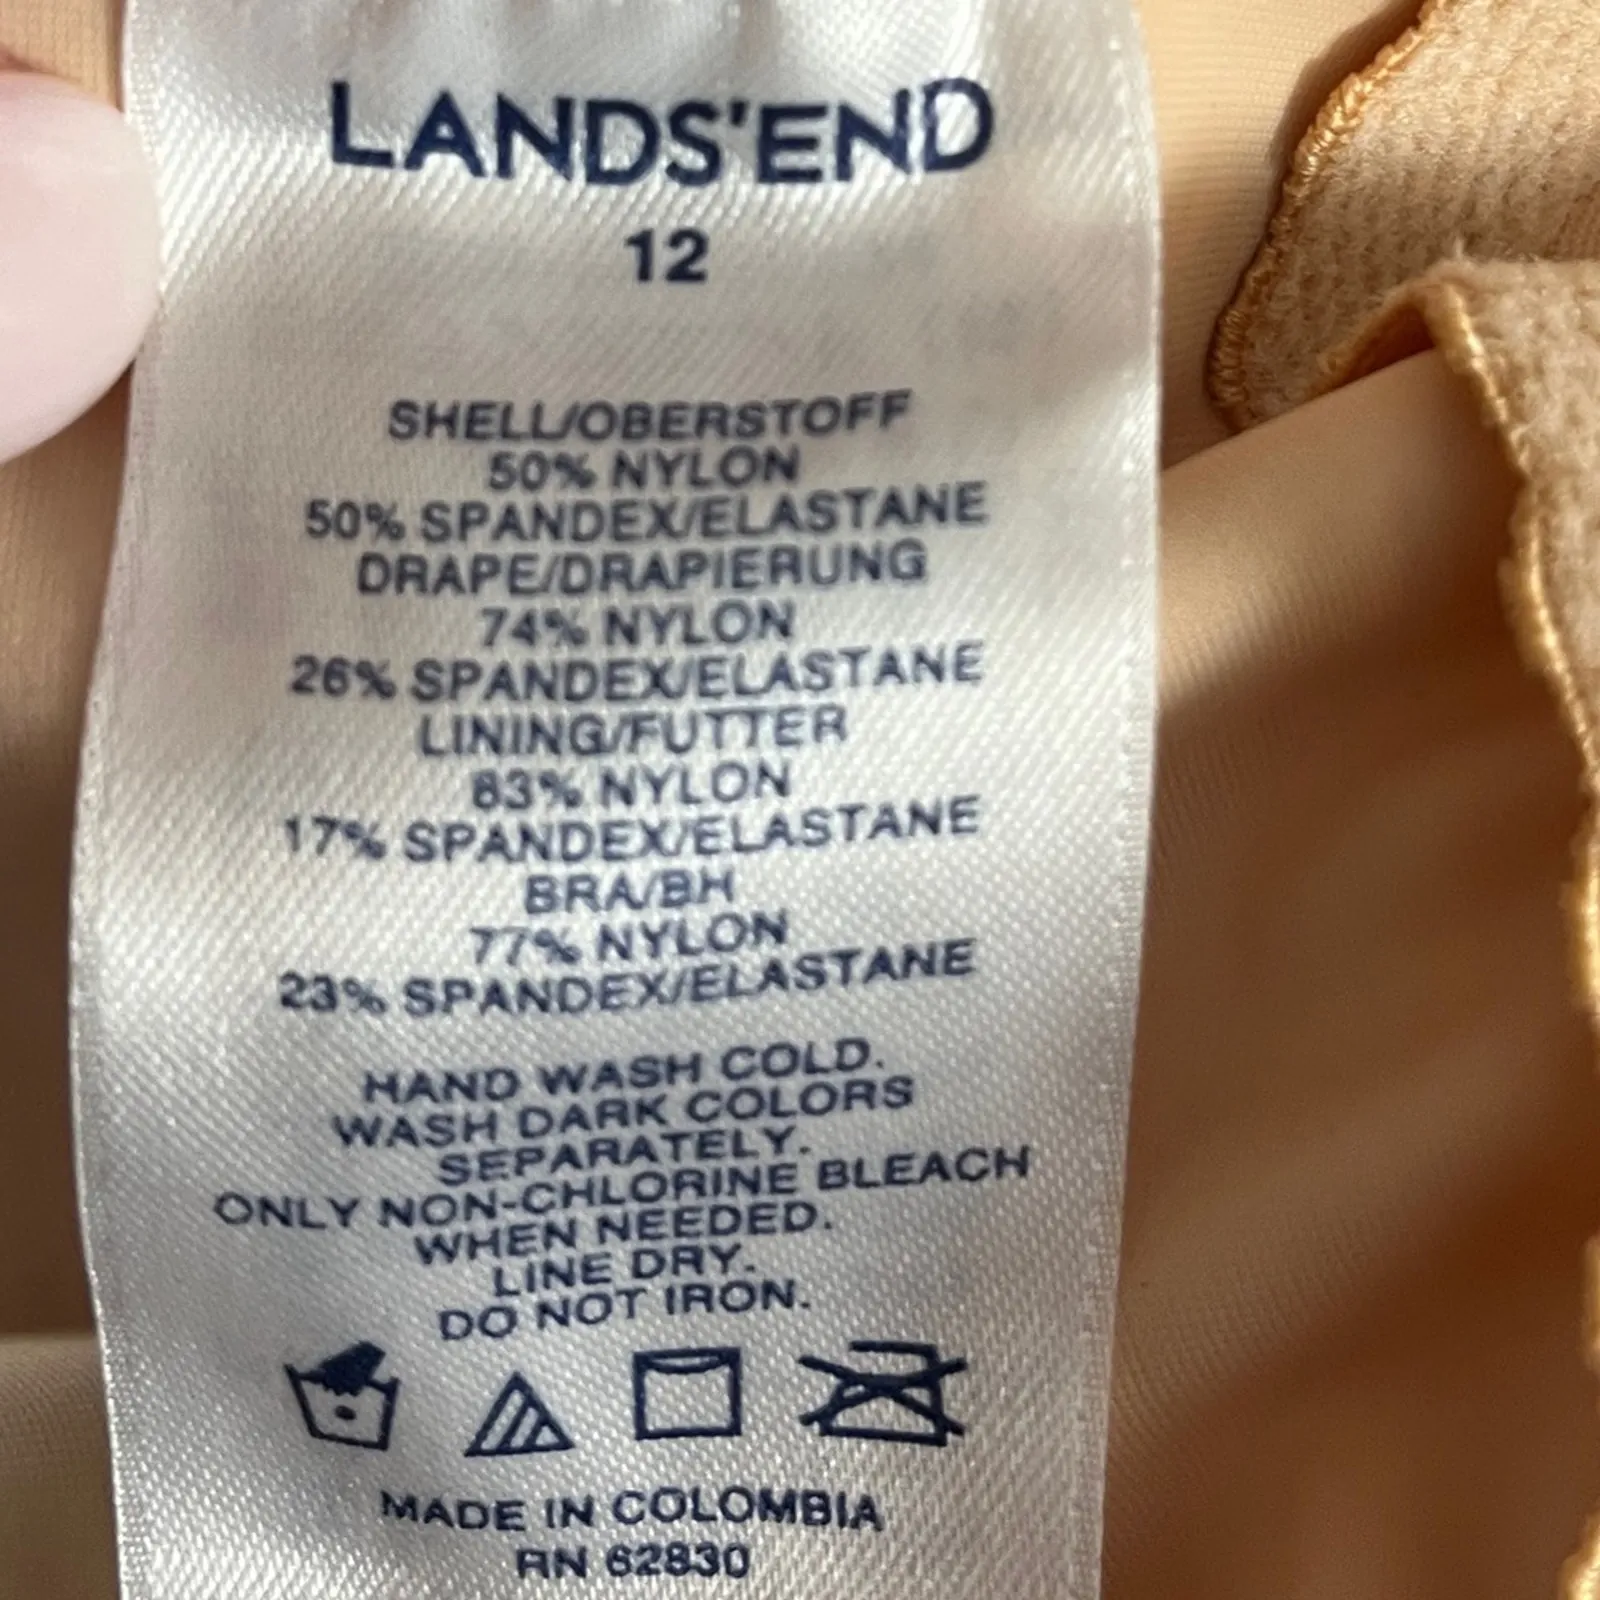 LANDS'END
12
SHELL/OBERSTOFF
50% NYLON
50% SPANDEX/ELASTANE
DRAPE/DRAPIERUNG
74% NYLON
26% SPANDEX/ELASTANE
LINING/FUTTER
83% NYLON
17% SPANDEX/ELASTANE
BRA/BH
77% NYLON
23% SPANDEX/ELASTANE
HAND WASH COLD.
WASH DARK COLORS
SEPARATELY.
ONLY NON-CHLORINE BLEACH
WHEN NEEDED.
LINE DRY.
DO NOT IRON.
MADE IN COLOMBIA
RN 62830